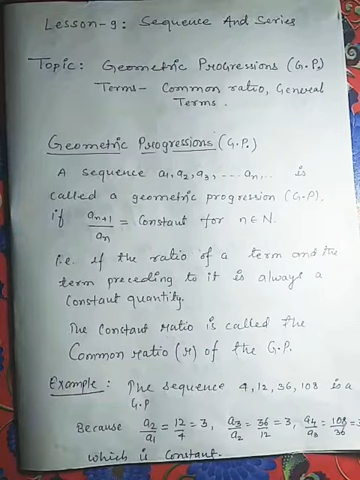 Lesson-9: Sequence And Series
Topic: Geometric Progressions (G.P.)
Terms- Common ratio, General
Terms.
Geometric Progressions (G.P.)
A sequence a₁, a₂, a₃, .... aₙ... is
called a geometric progression (G.P),
if aₙ₊₁/aₙ = Constant for n ∈ N.
i.e. if the ratio of a term and the
term preceding to it is always a
Constant quantity.
The Constant ratio is called the
Common ratio (r) of the G.P.
Example: The sequence 4, 12, 36, 108 is a
G.P
Because a₂/a₁ = 12/4 = 3, a₃/a₂ = 36/12 = 3, a₄/a₃ = 108/36 = 3
which is Constant.